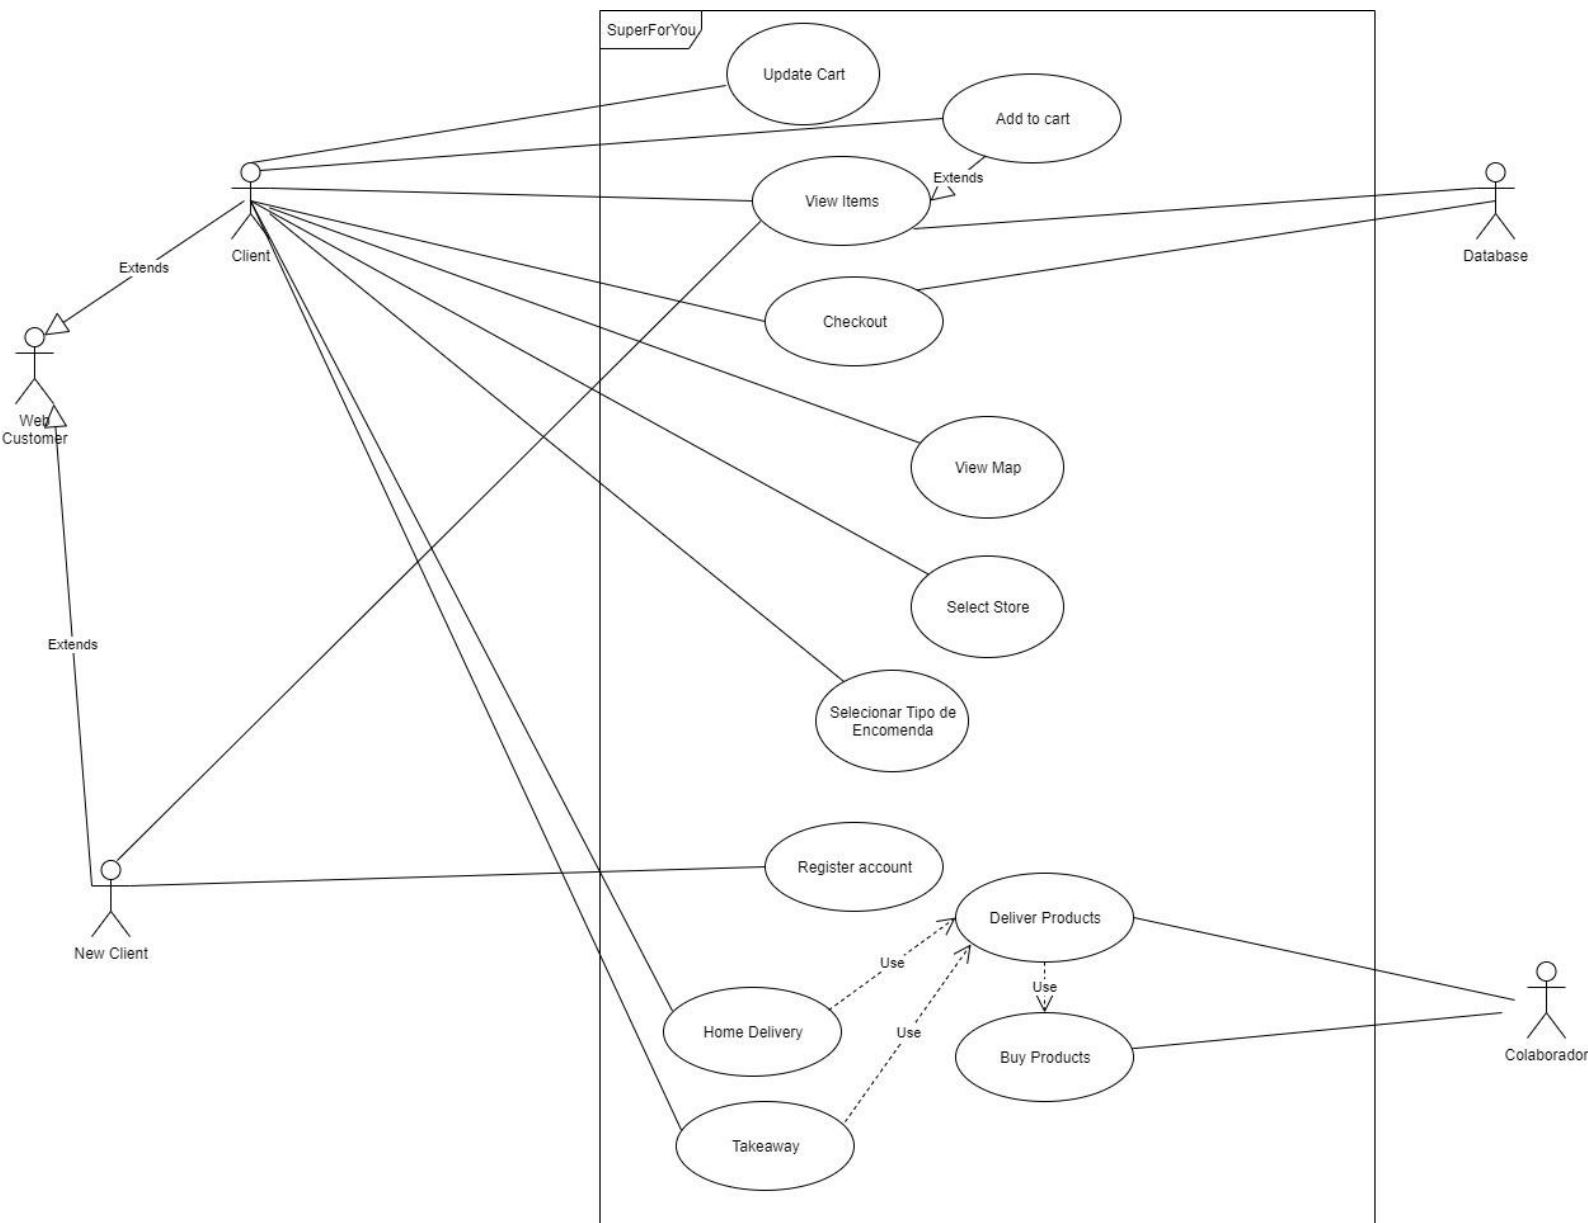 SuperForYou
Update Cart
Add to cart
Extends
View Items
Client
Database
Extends
Checkout
Web
Customer
View Map
Select Store
Extends
Selecionar Tipo de
Encomenda
Register account
Deliver Products
New Client
Use
Use
Home Delivery
Use
Buy Products
Colaborador
Takeaway